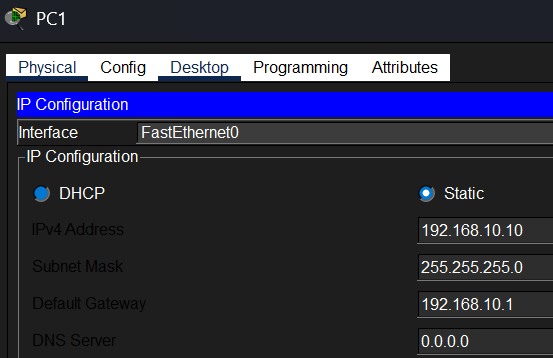 PC1
Physical Config Desktop Programming Attributes
IP Configuration
Interface FastEthernet0
IP Configuration
DHCP Static
IPv4 Address 192.168.10.10
Subnet Mask 255.255.255.0
Default Gateway 192.168.10.1
DNS Server 0.0.0.0